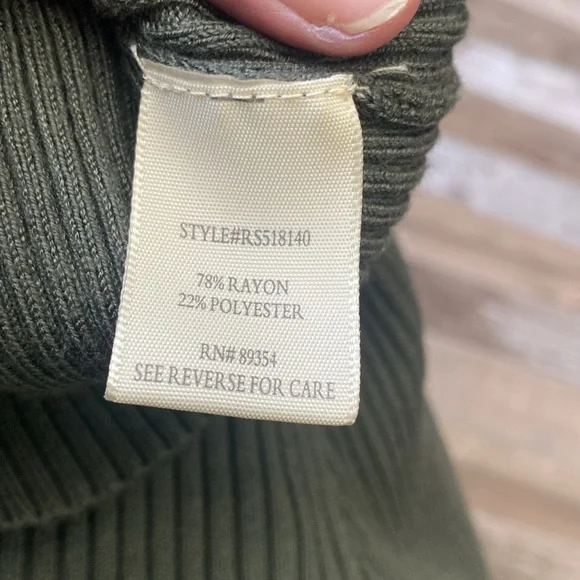 STYLE#RS518140
78% RAYON
22% POLYESTER
RN# 89354
SEE REVERSE FOR CARE